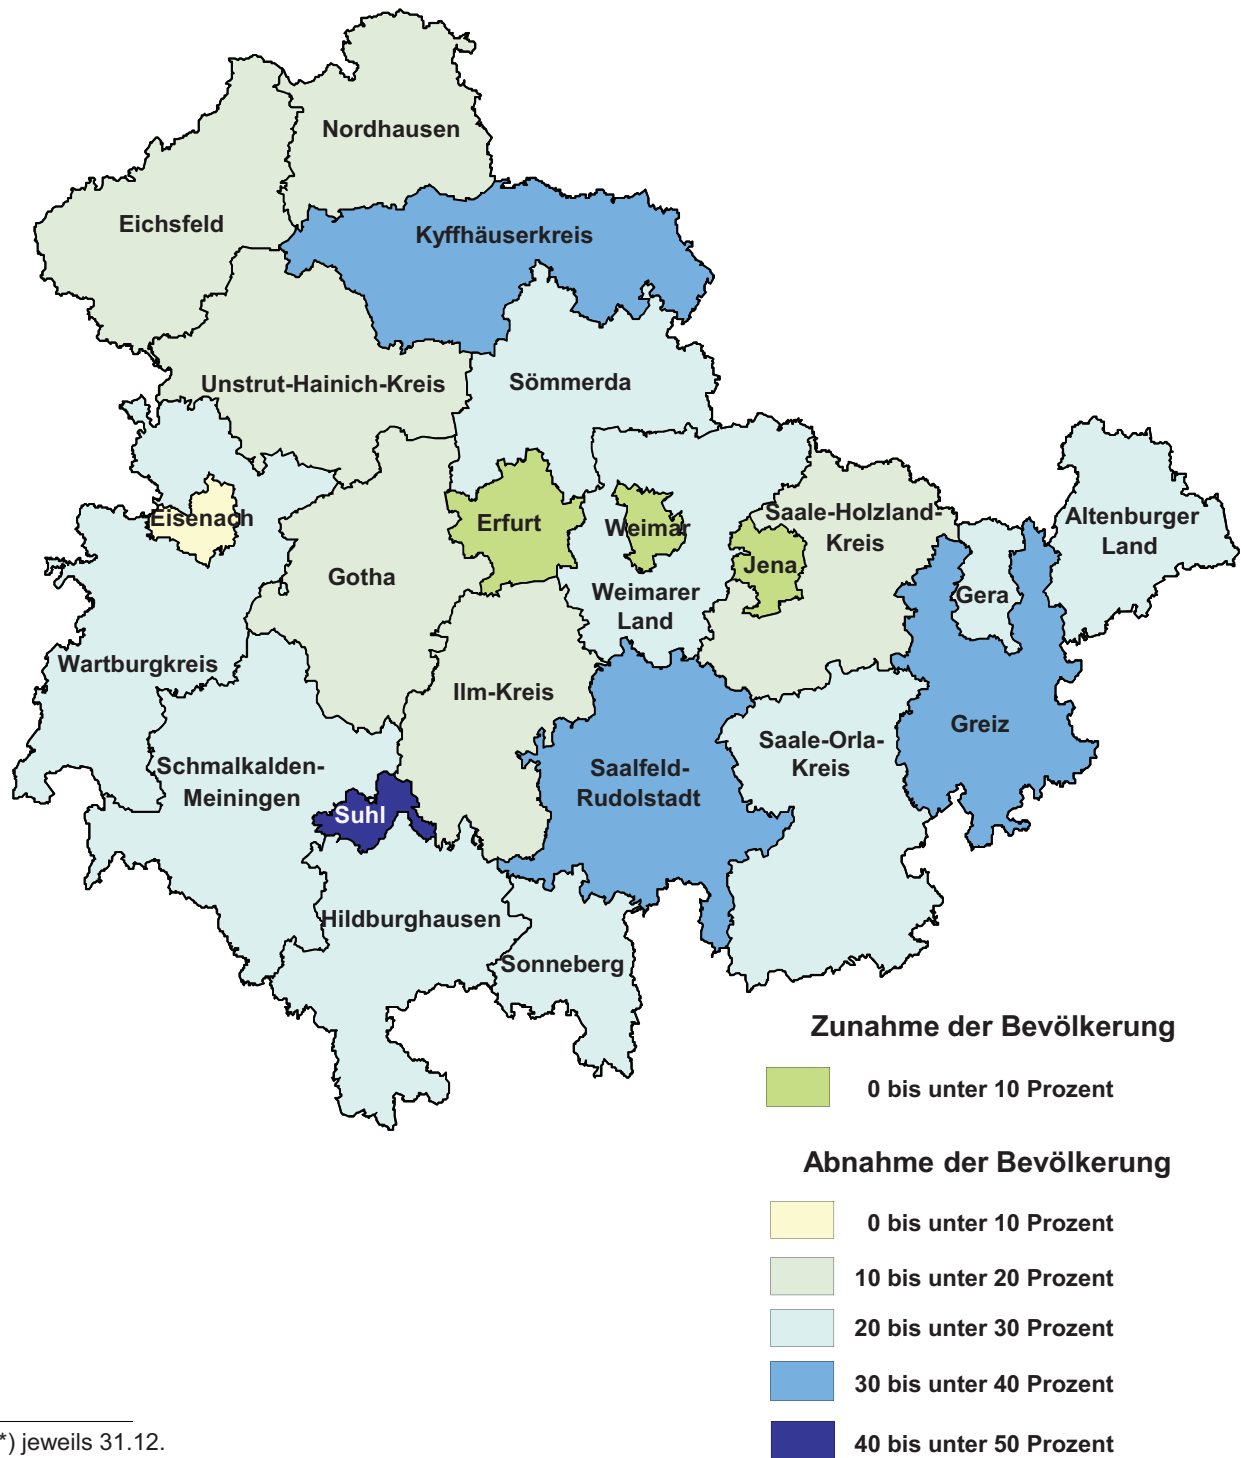 Nordhausen
Eichsfeld
Kyffhäuserkreis
Unstrut-Hainich-Kreis
Sömmerda
Eisenach
Erfurt
Weimar
Saale-Holzland-
Kreis
Altenburger
Land
Gotha
Jena
Weimarer
Land
Gera
Wartburgkreis
Ilm-Kreis
Greiz
Schmalkalden-
Meiningen
Saalfeld-
Rudolstadt
Saale-Orla-
Kreis
Suhl
Hildburghausen
Sonneberg
Zunahme der Bevölkerung
0 bis unter 10 Prozent
Abnahme der Bevölkerung
0 bis unter 10 Prozent
10 bis unter 20 Prozent
20 bis unter 30 Prozent
30 bis unter 40 Prozent
40 bis unter 50 Prozent
*) jeweils 31.12.